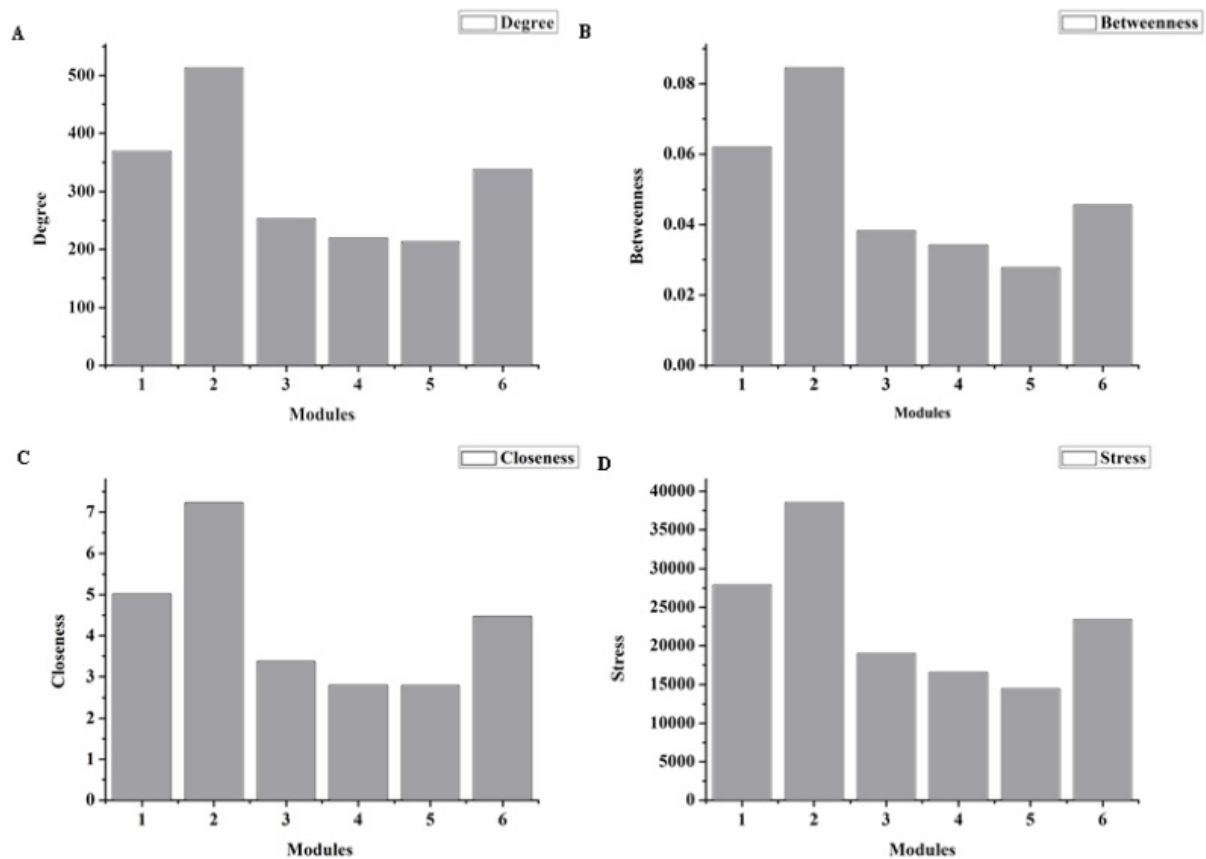 A
Degree
500
400
300
200
100
0
Degree
1 2 3 4 5 6
Modules
B
Betweenness
0.08
0.06
0.04
0.02
0.00
Betweenness
1 2 3 4 5 6
Modules
C
Closeness
7
6
5
4
3
2
1
0
Closeness
1 2 3 4 5 6
Modules
D
Stress
40000
35000
30000
25000
20000
15000
10000
5000
0
Stress
1 2 3 4 5 6
Modules